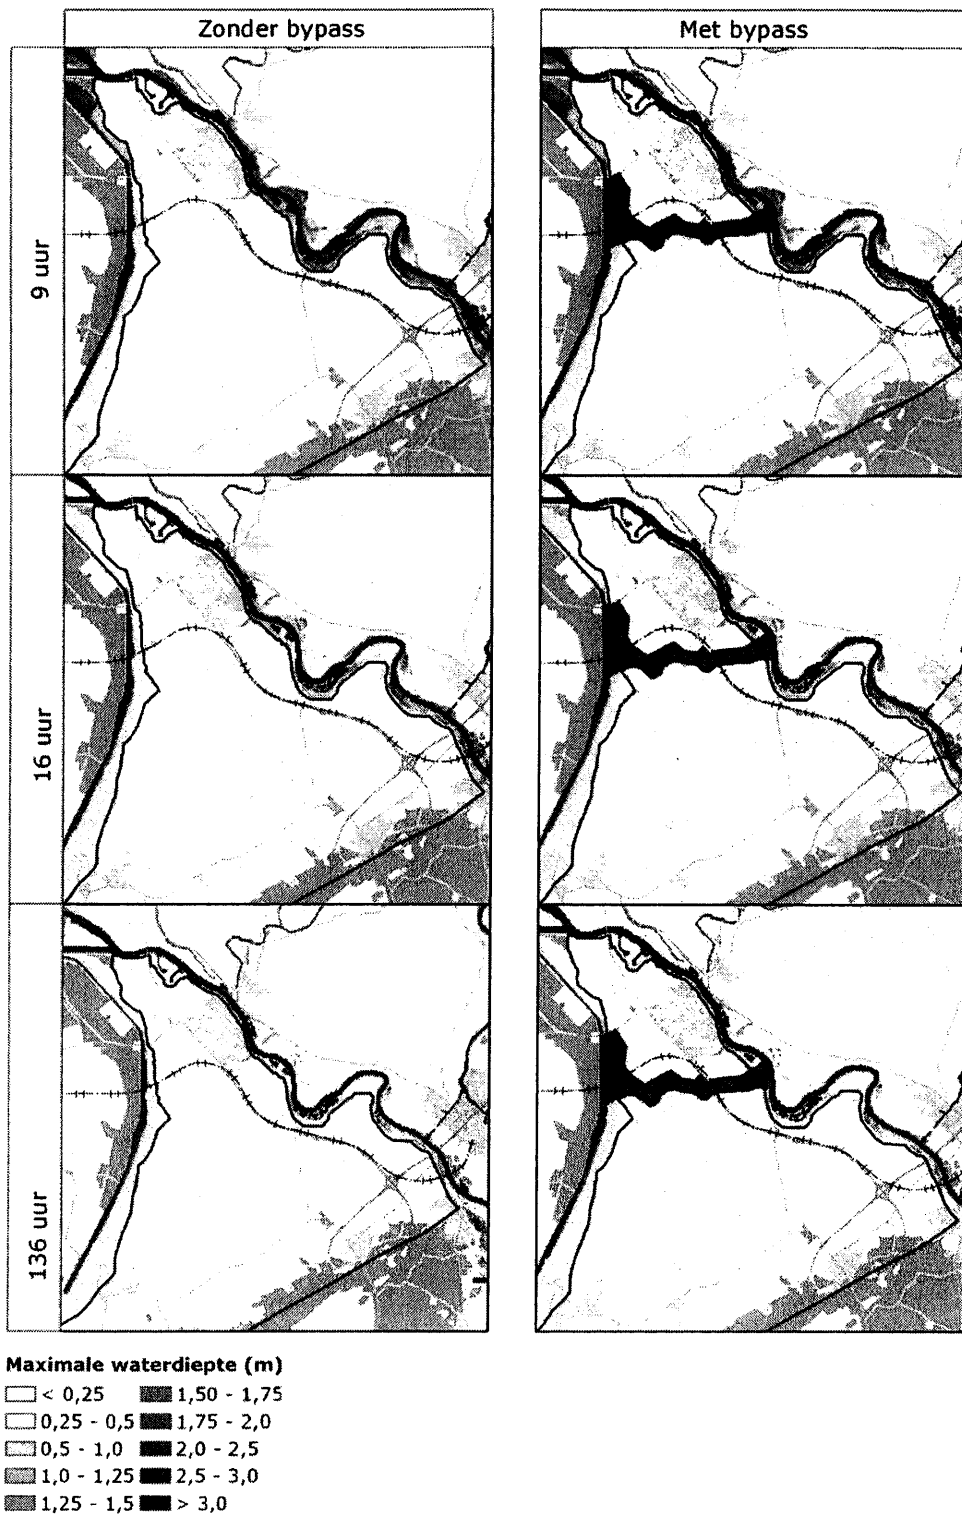 Zonder bypass
Met bypass
9 uur
16 uur
136 uur
Maximale waterdiepte (m)
< 0,25
1,50 - 1,75
0,25 - 0,5
1,75 - 2,0
0,5 - 1,0
2,0 - 2,5
1,0 - 1,25
2,5 - 3,0
1,25 - 1,5
> 3,0